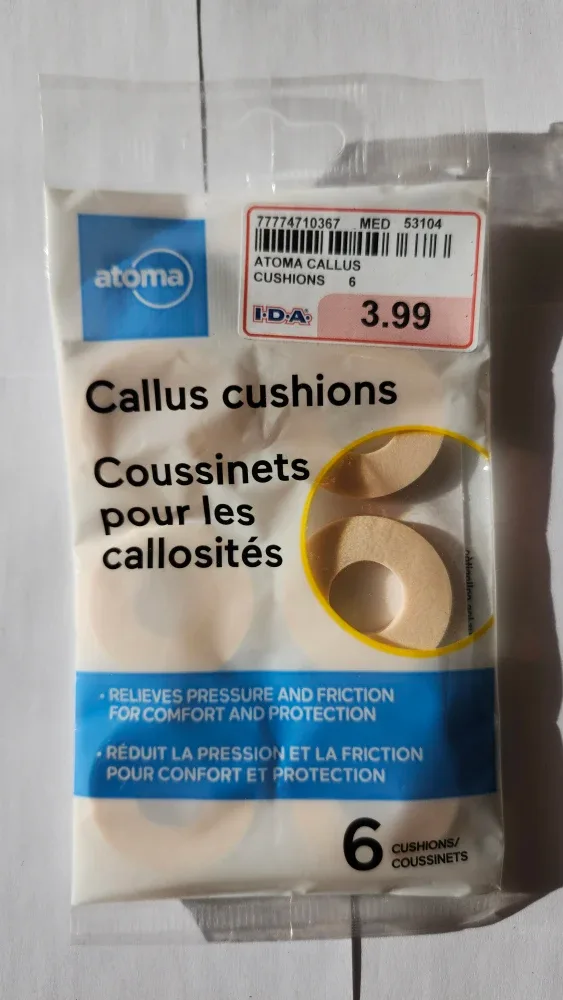 77774710367 MED 53104
ATOMA CALLUS
CUSHIONS 6
I·D·A· 3.99
atoma
Callus cushions
Coussinets
pour les
callosités
• RELIEVES PRESSURE AND FRICTION
FOR COMFORT AND PROTECTION
• RÉDUIT LA PRESSION ET LA FRICTION
POUR CONFORT ET PROTECTION
6 CUSHIONS/
COUSSINETS